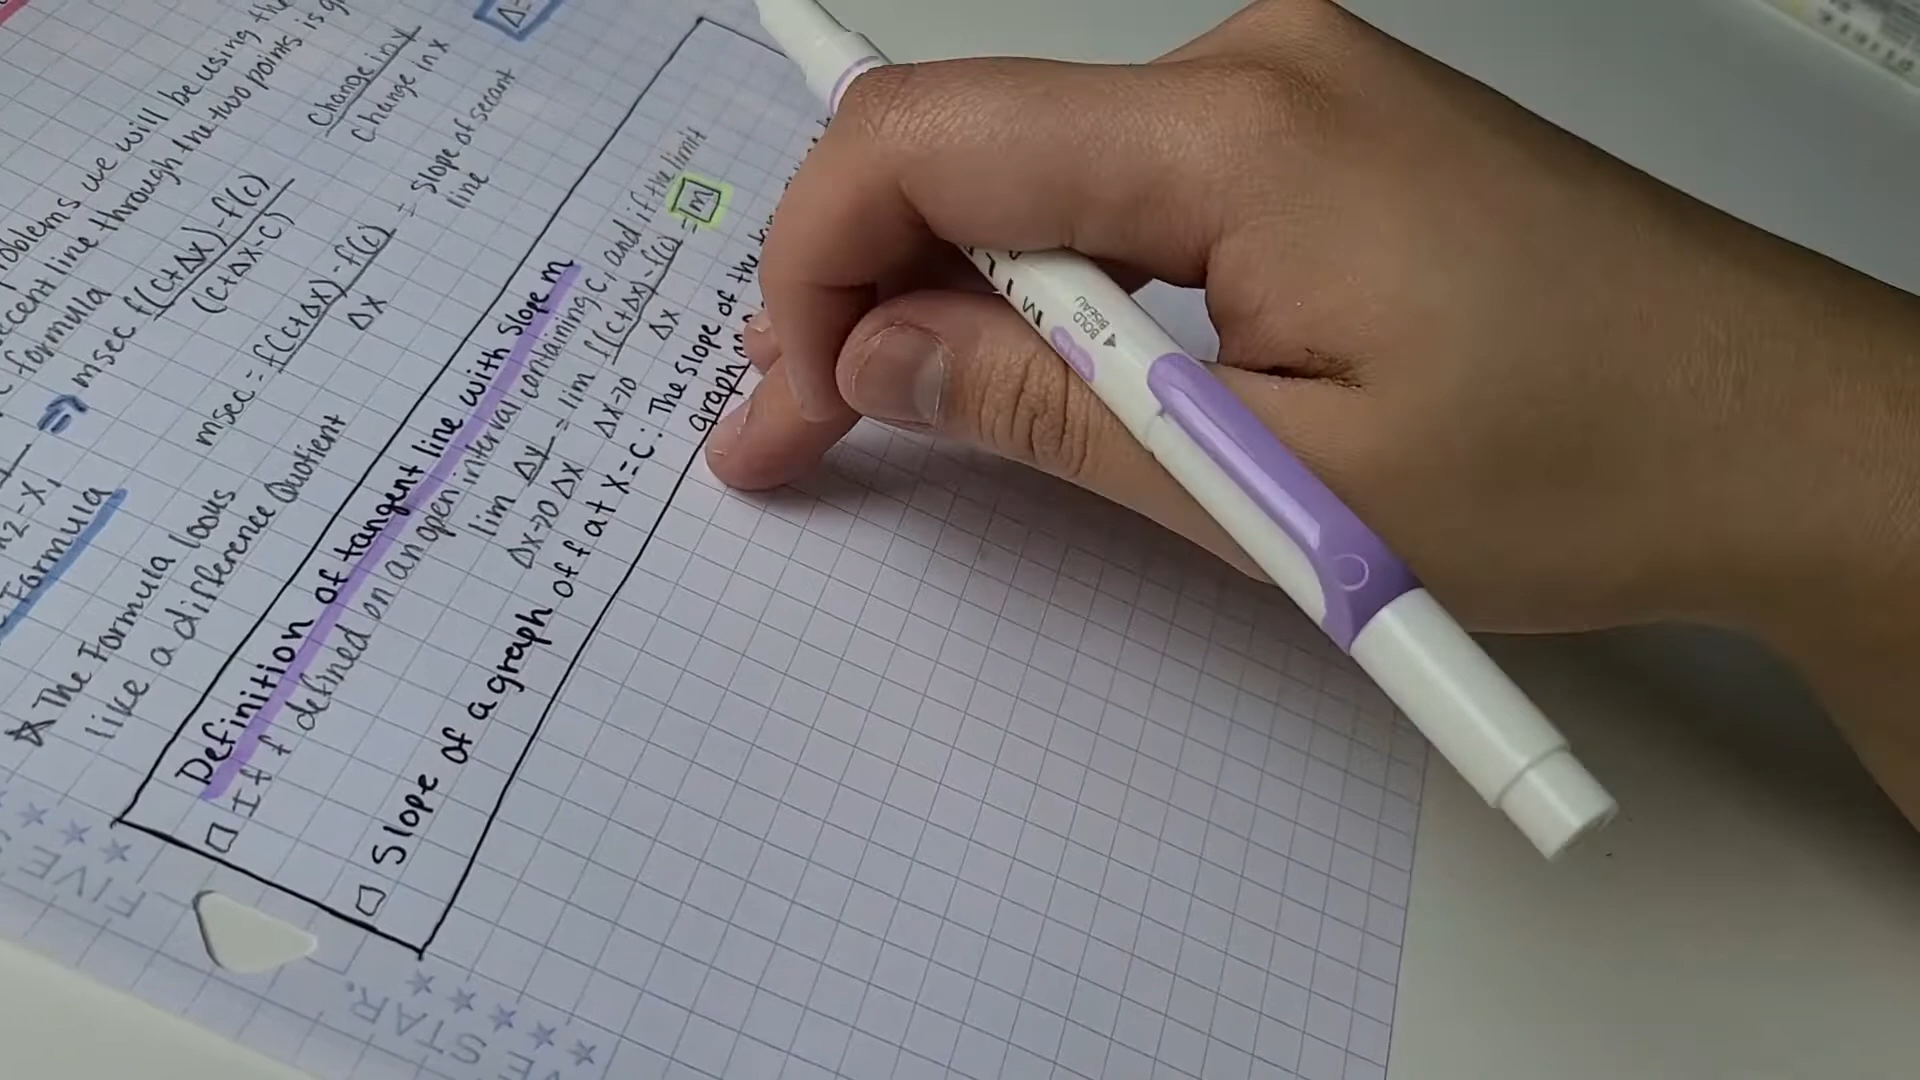 Δ=
problems we will be using the
secent line through the two points is g
formula
change in y
change in x
⇒ msec f(c+Δx)-f(c)
(c+Δx-c)
msec = f(c+Δx)-f(c) = slope of secant
Δx line
2-x₁
Formula
☆ The Formula looks
like a difference Quotient
Definition of tangent line with slope m
□ If f defined on an open interval containing c, and if the limit
lim Δy = lim f(c+Δx)-f(c) = m
Δx→0 Δx Δx→0 Δx
□ Slope of a graph of f at x=c: The slope of the
graph
FIVE
E STAR.
BOLD
BISEAU